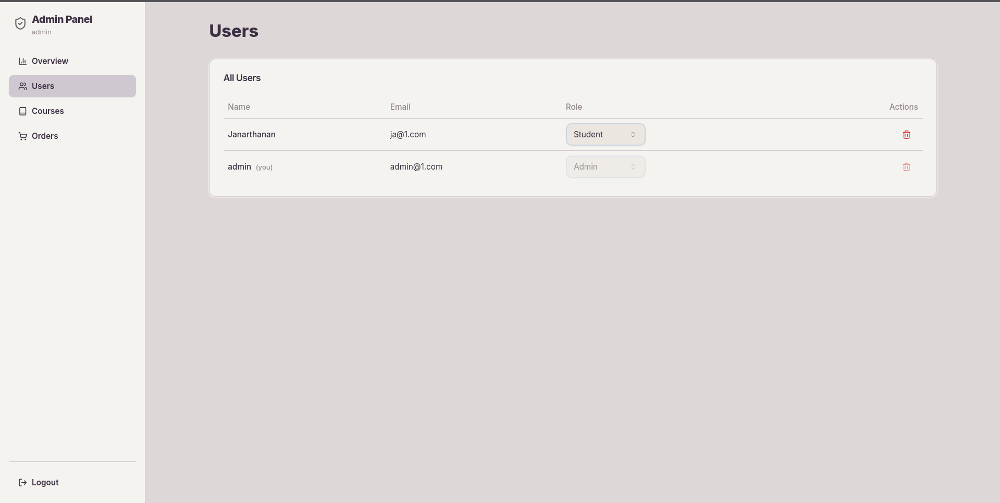 Admin Panel
admin
Overview
Users
Courses
Orders
Logout
Users
All Users
Name Email Role Actions
Janarthanan ja@1.com Student
admin (you) admin@1.com Admin